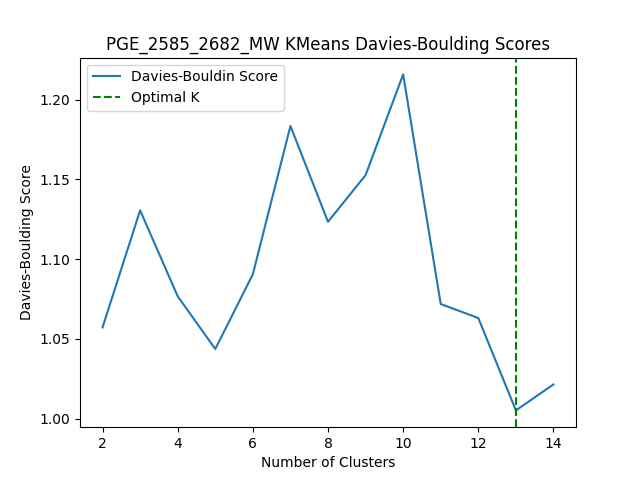 PGE_2585_2682_MW KMeans Davies-Boulding Scores
Davies-Bouldin Score
Optimal K
Davies-Boulding Score
1.20
1.15
1.10
1.05
1.00
2 4 6 8 10 12 14
Number of Clusters